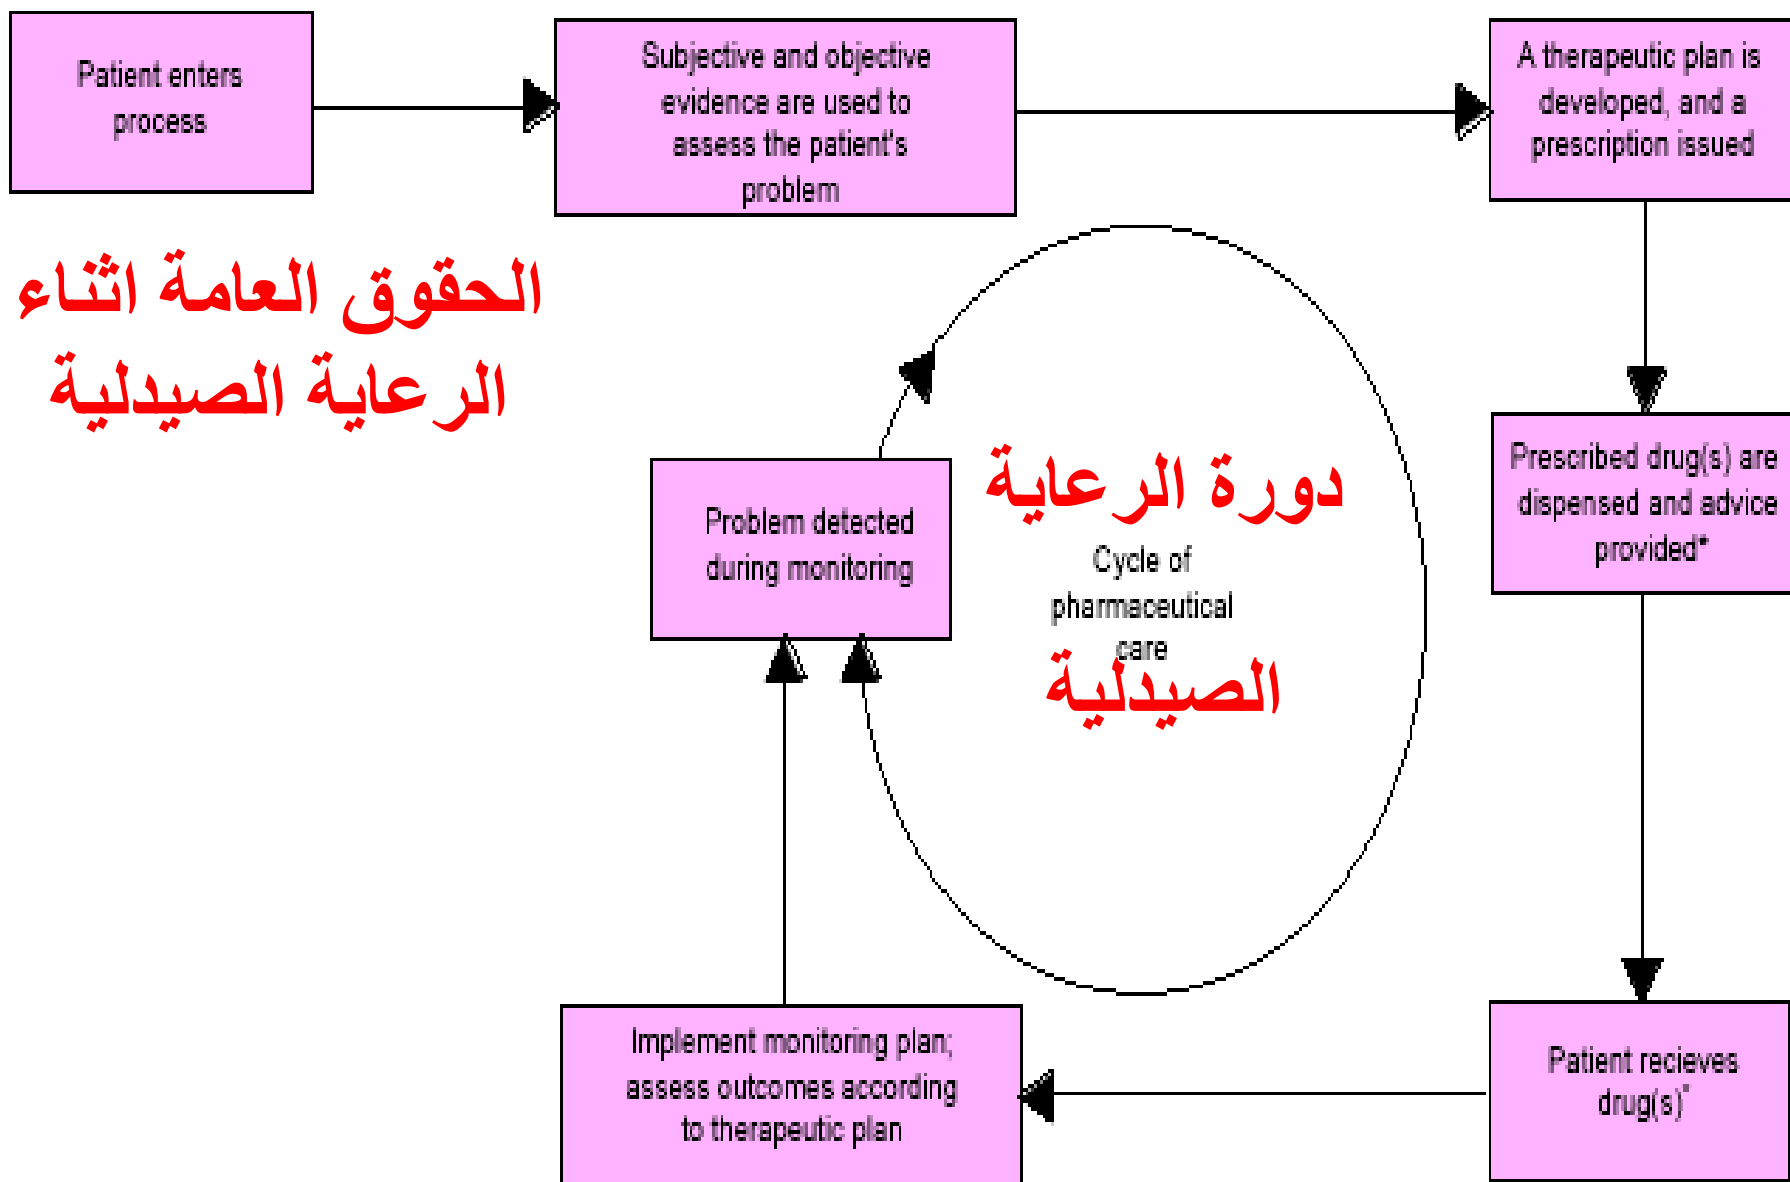 Patient enters
process
Subjective and objective
evidence are used to
assess the patient's
problem
A therapeutic plan is
developed, and a
prescription issued
الحقوق العامة اثناء
الرعاية الصيدلية
Prescribed drug(s) are
dispensed and advice
provided*
Problem detected
during monitoring
دورة الرعاية
Cycle of
pharmaceutical
care
الصيدلية
Implement monitoring plan;
assess outcomes according
to therapeutic plan
Patient recieves
drug(s)*